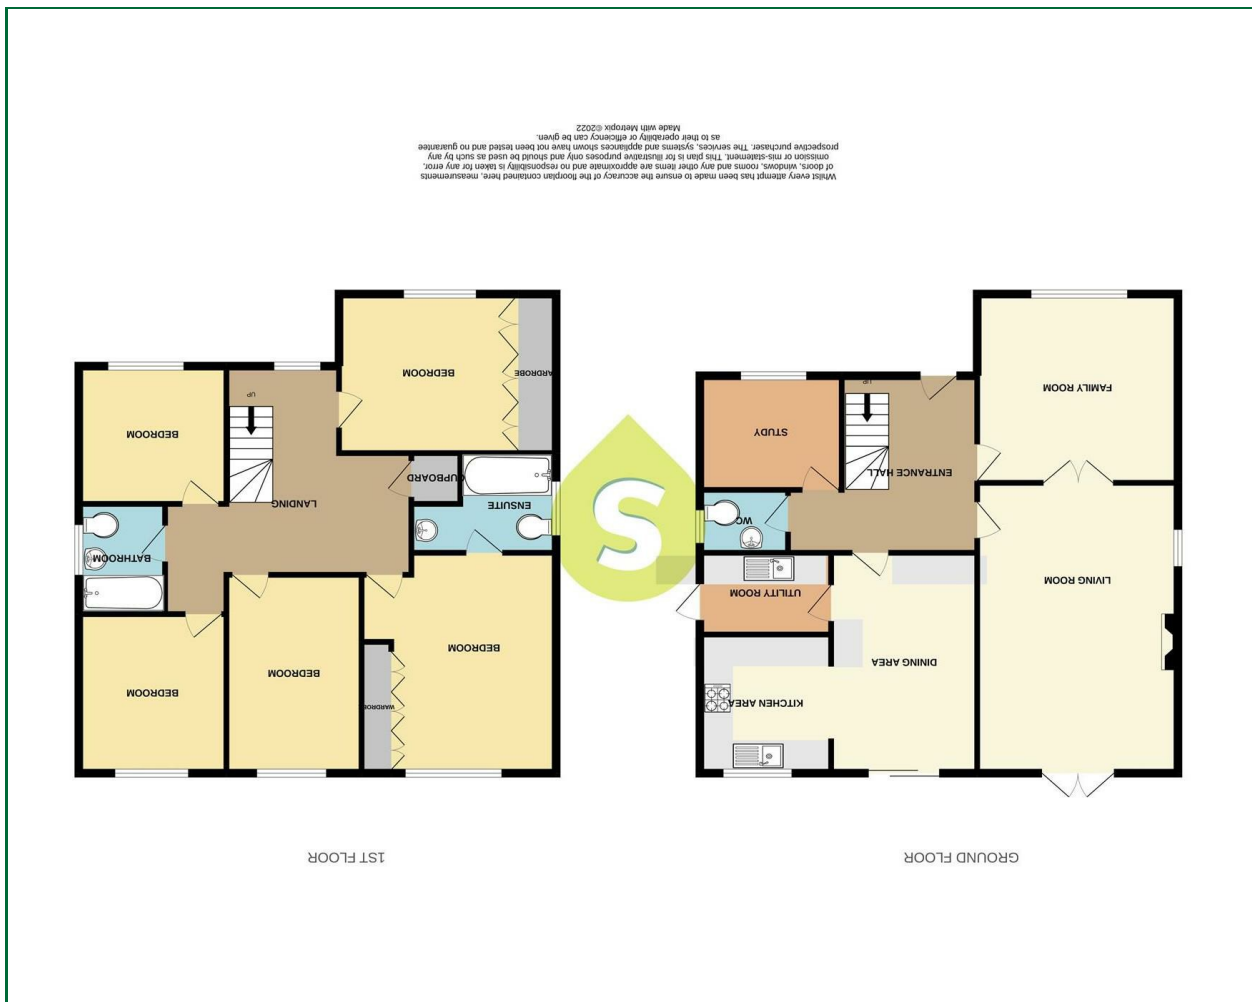 GROUND FLOOR
1ST FLOOR
LIVING ROOM
DINING AREA
KITCHEN AREA
UTILITY ROOM
WC
ENTRANCE HALL
STUDY
FAMILY ROOM
UP
BEDROOM
WARDROBE
BEDROOM
BEDROOM
BATHROOM
ENSUITE
LANDING
CUPBOARD
BEDROOM
BEDROOM
WARDROBE
UP
S
Whilst every attempt has been made to ensure the accuracy of the floorplan contained here, measurements
of doors, windows, rooms and any other items are approximate and no responsibility is taken for any error,
omission or mis-statement. This plan is for illustrative purposes only and should be used as such by any
prospective purchaser. The services, systems and appliances shown have not been tested and no guarantee
as to their operability or efficiency can be given.
Made with Metropix ©2022